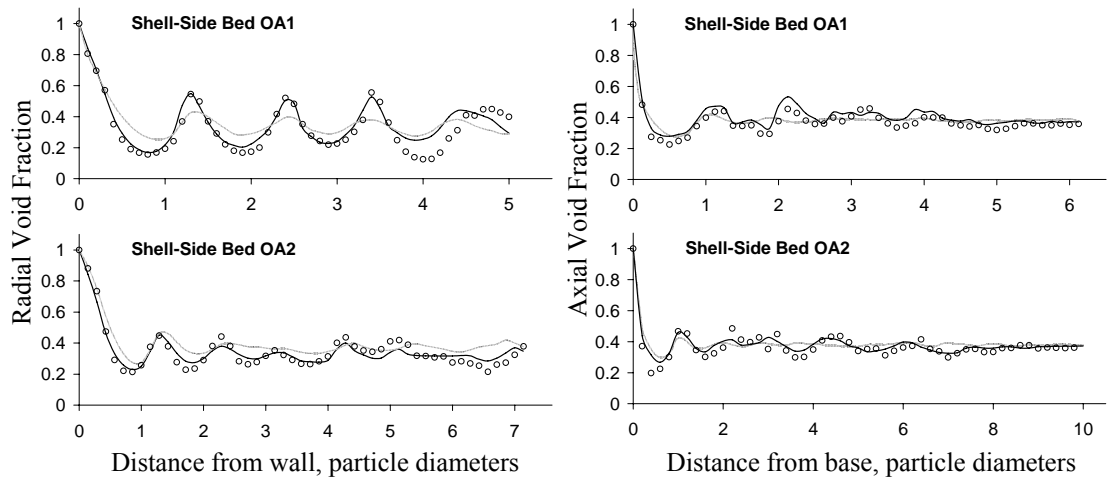 Shell-Side Bed OA1
1
0.8
0.6
0.4
0.2
0
0 1 2 3 4 5
Shell-Side Bed OA2
1
0.8
0.6
0.4
0.2
0
0 1 2 3 4 5 6 7
Radial Void Fraction
Distance from wall, particle diameters
Shell-Side Bed OA1
1
0.8
0.6
0.4
0.2
0
0 1 2 3 4 5 6
Shell-Side Bed OA2
1
0.8
0.6
0.4
0.2
0
0 2 4 6 8 10
Axial Void Fraction
Distance from base, particle diameters